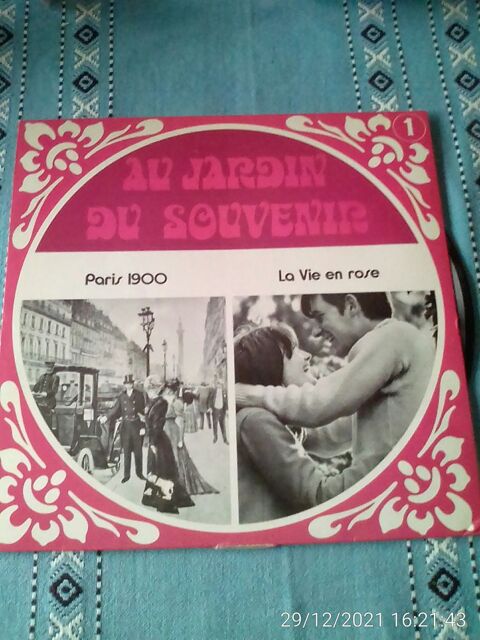 1
AU JARDIN
DU SOUVENIR
Paris 1900
La Vie en rose
29/12/2021 16:21:43